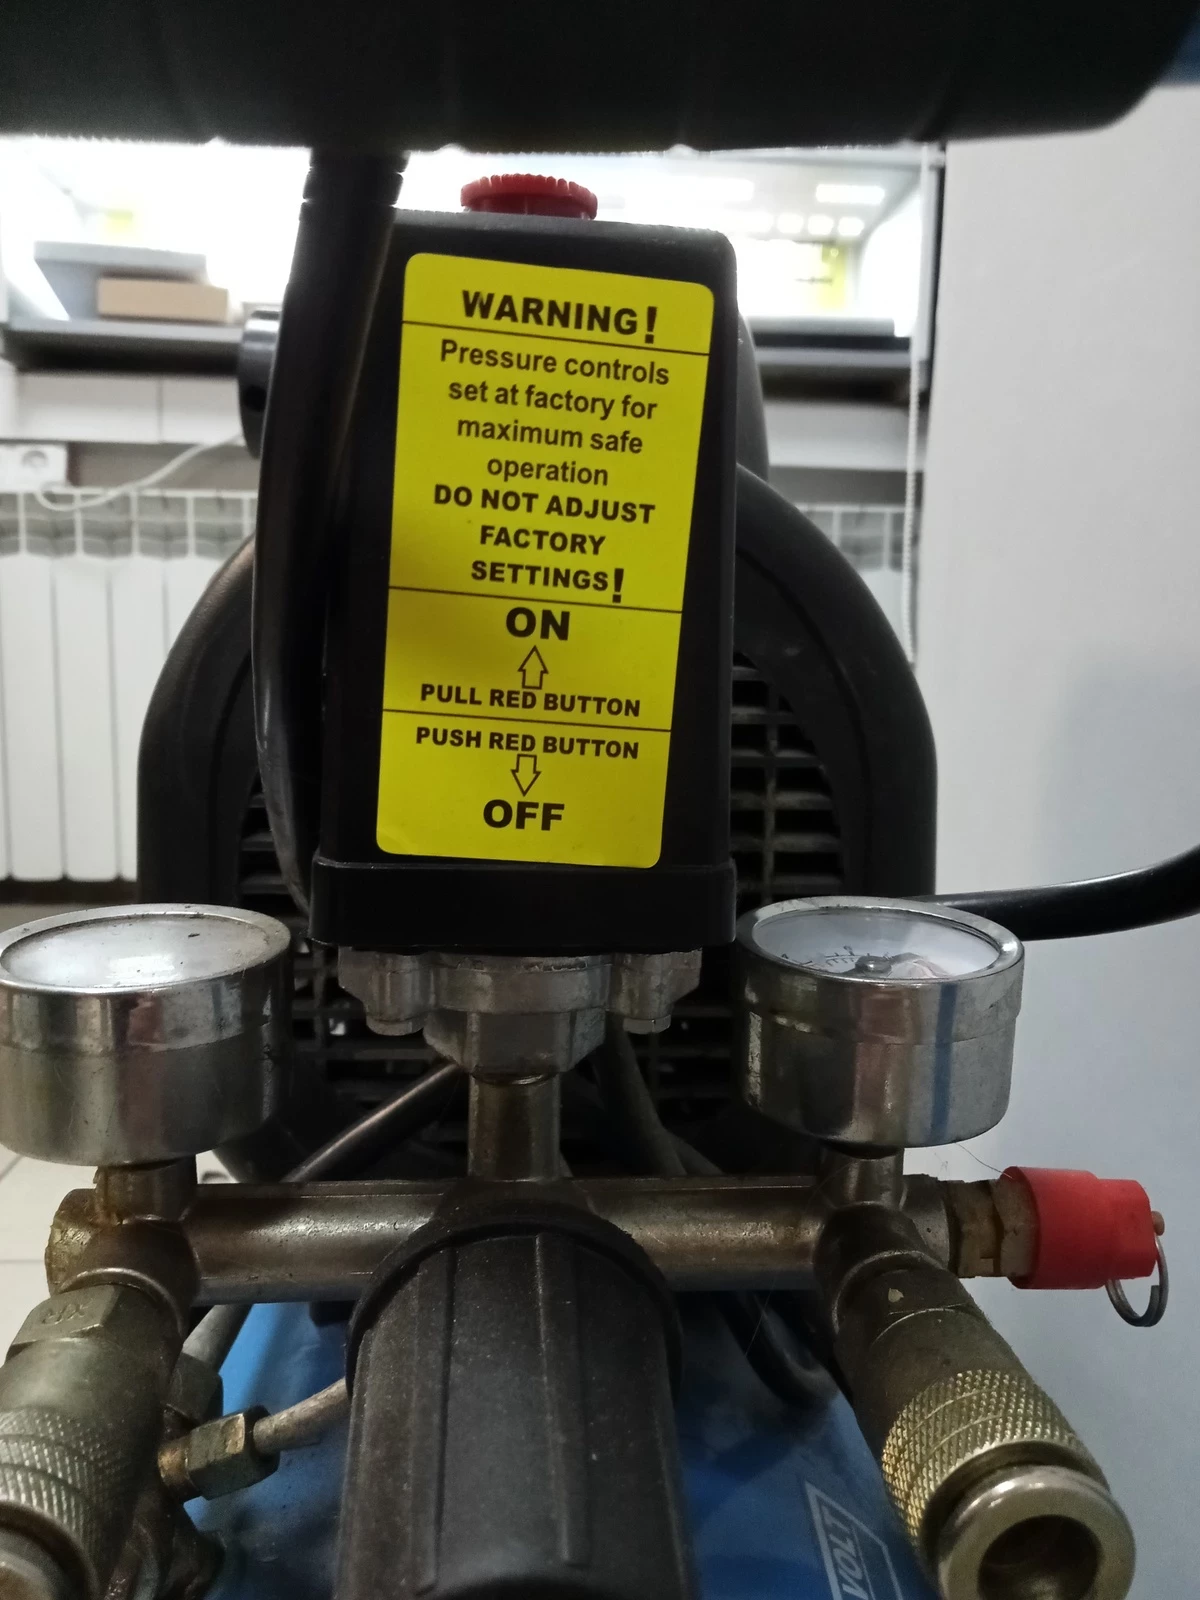 WARNING!
Pressure controls
set at factory for
maximum safe
operation
DO NOT ADJUST
FACTORY
SETTINGS!
ON
PULL RED BUTTON
PUSH RED BUTTON
OFF
VOLT